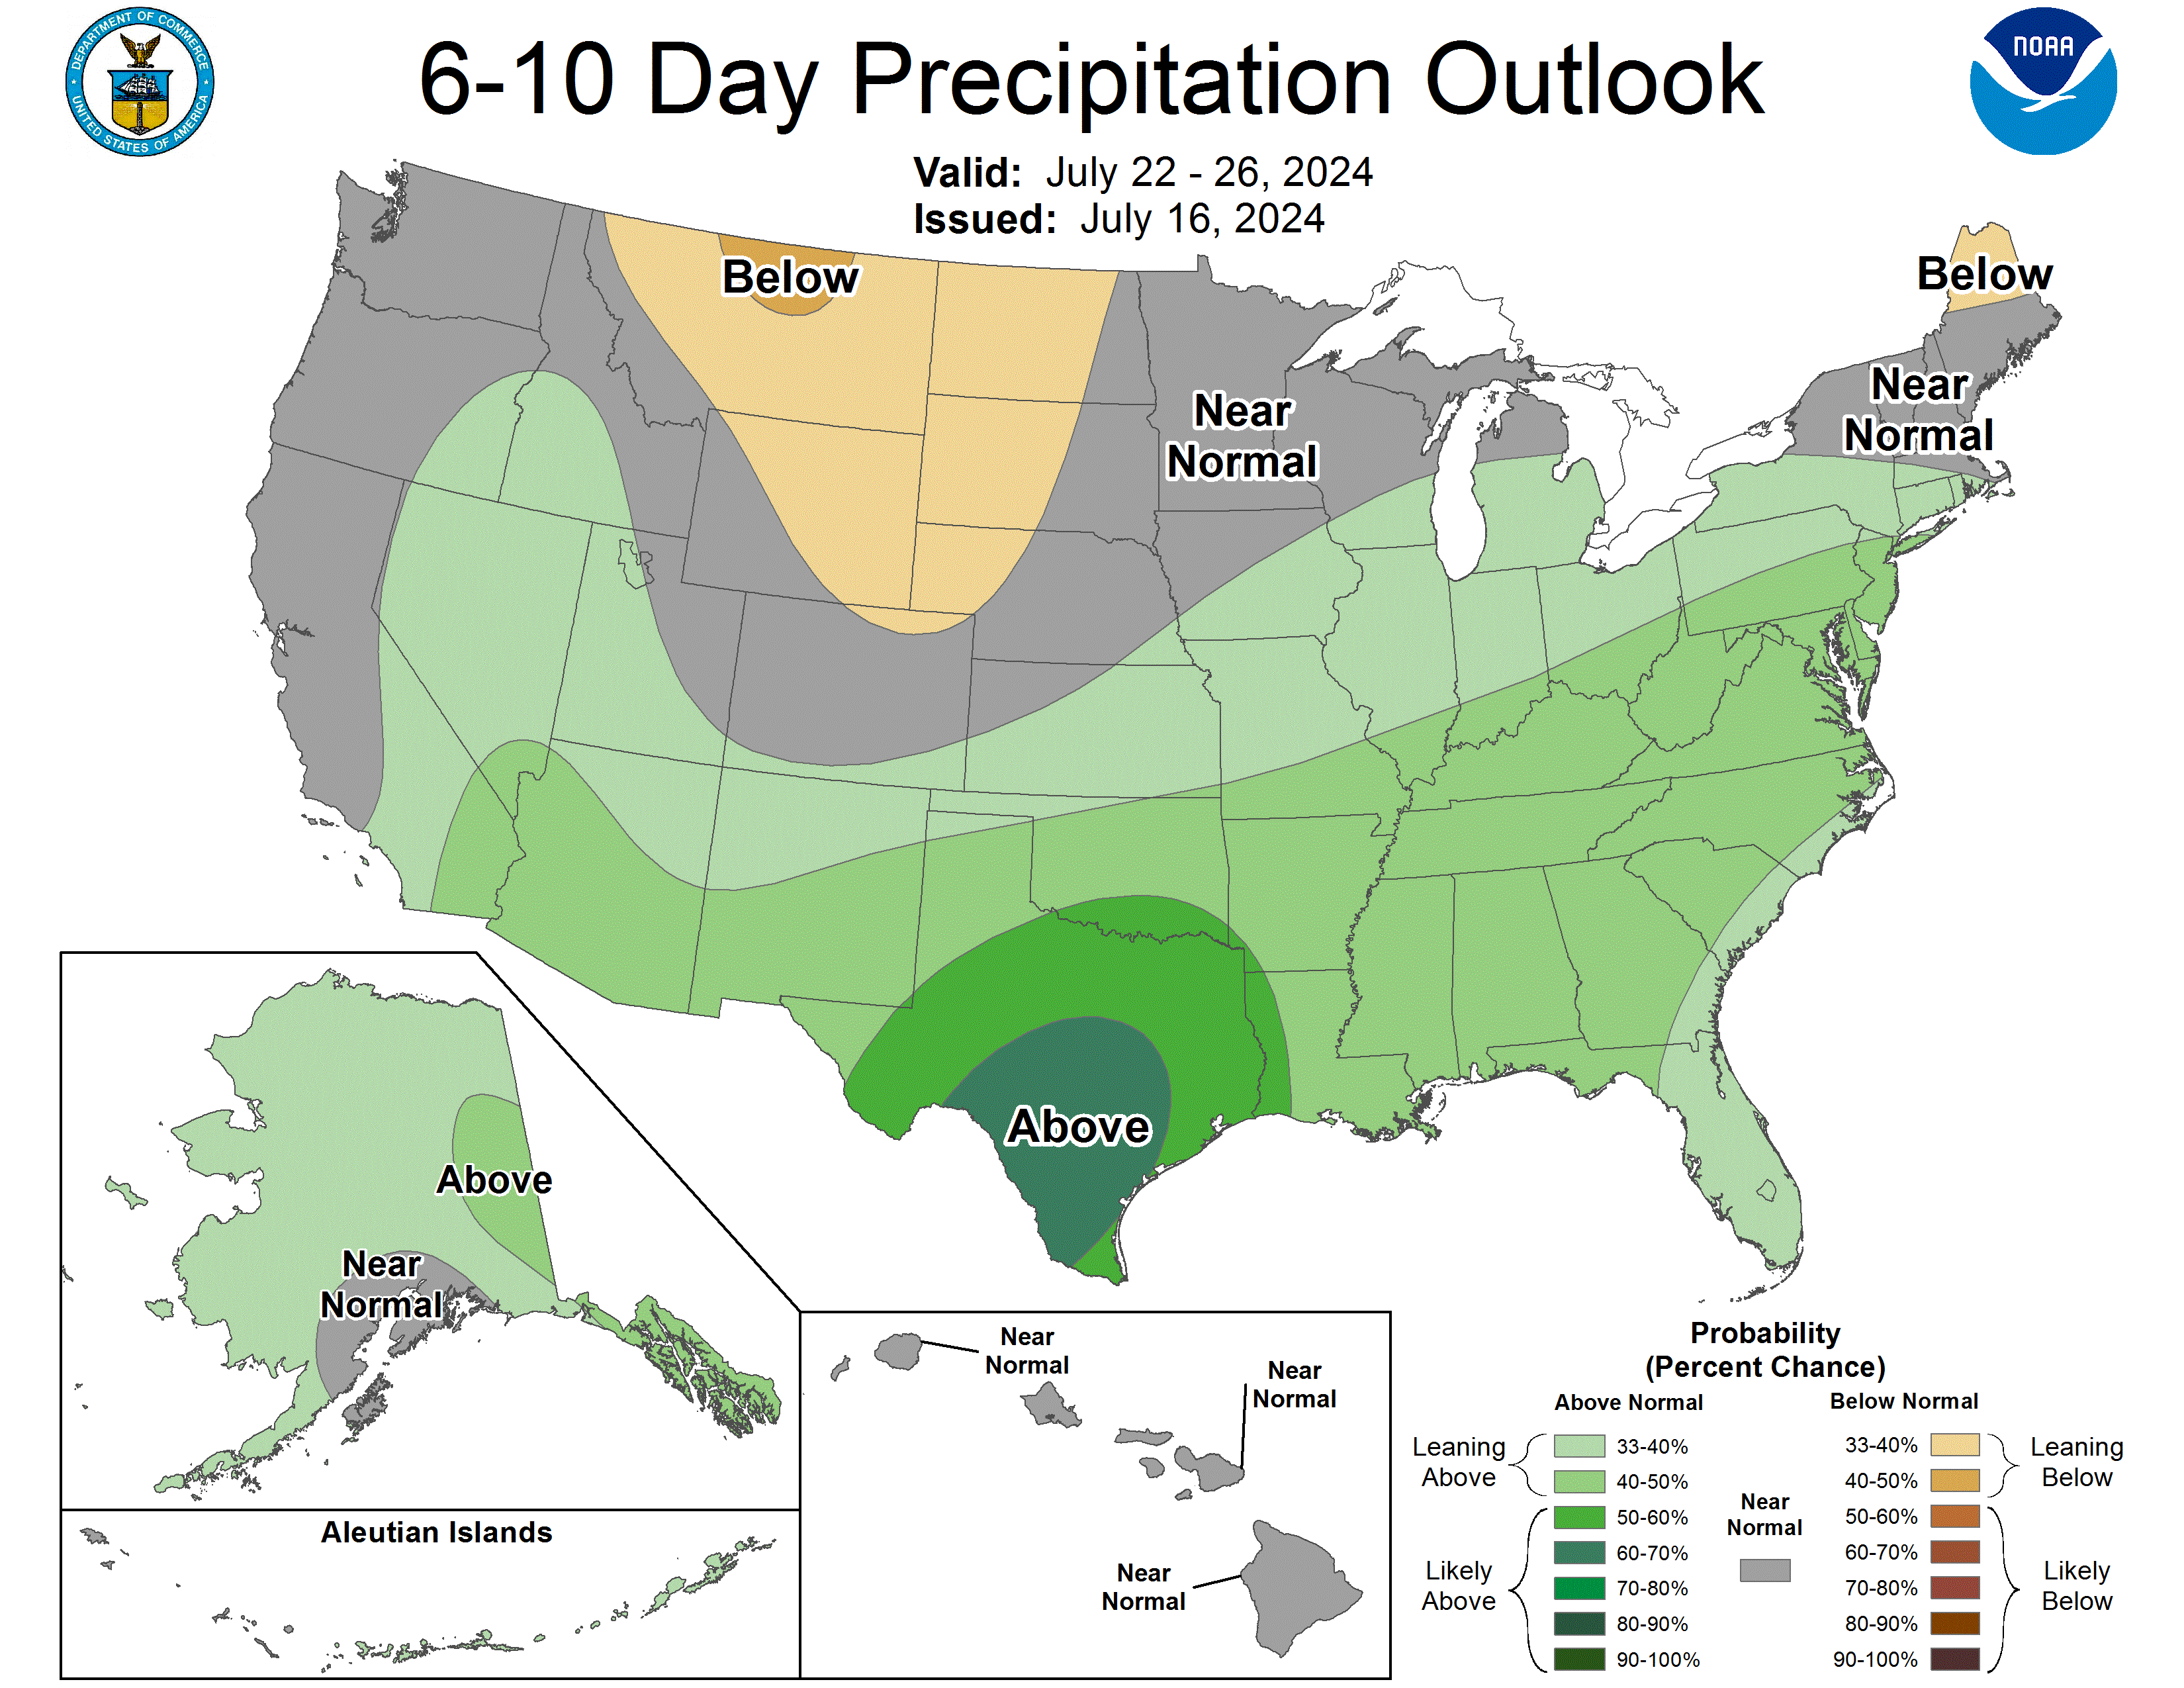 DEPARTMENT OF COMMERCE
UNITED STATES OF AMERICA
6-10 Day Precipitation Outlook
NOAA
Valid: July 22 - 26, 2024
Issued: July 16, 2024
Below
Below
Near
Normal
Near
Normal
Above
Above
Near
Normal
Aleutian Islands
Near
Normal
Near
Normal
Near
Normal
Probability
(Percent Chance)
Above Normal
Below Normal
Leaning
Above
33-40%
40-50%
Likely
Above
50-60%
60-70%
70-80%
80-90%
90-100%
Near
Normal
33-40%
40-50%
Leaning
Below
50-60%
60-70%
70-80%
80-90%
90-100%
Likely
Below